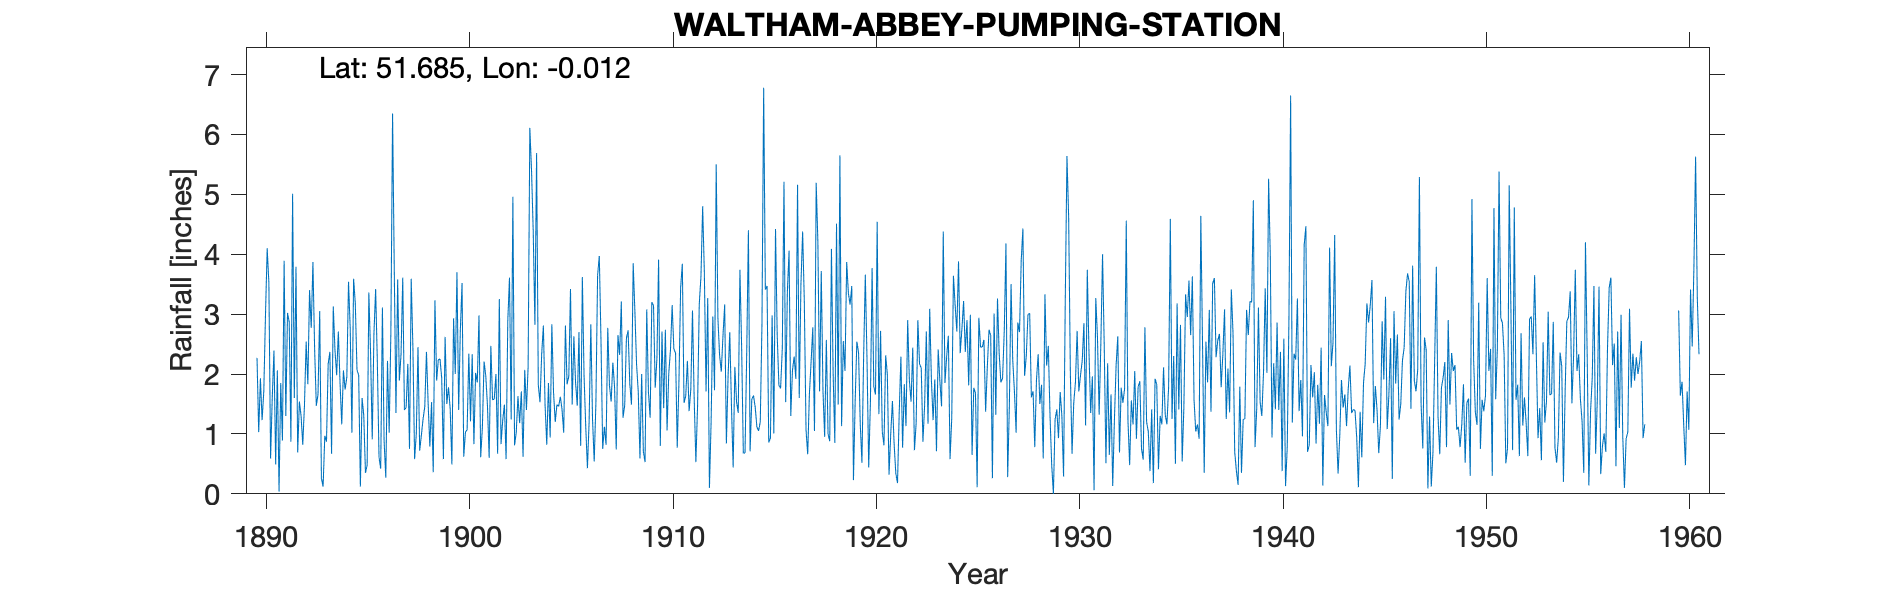 WALTHAM-ABBEY-PUMPING-STATION
Lat: 51.685, Lon: -0.012
Rainfall [inches]
7
6
5
4
3
2
1
0
1890 1900 1910 1920 1930 1940 1950 1960
Year